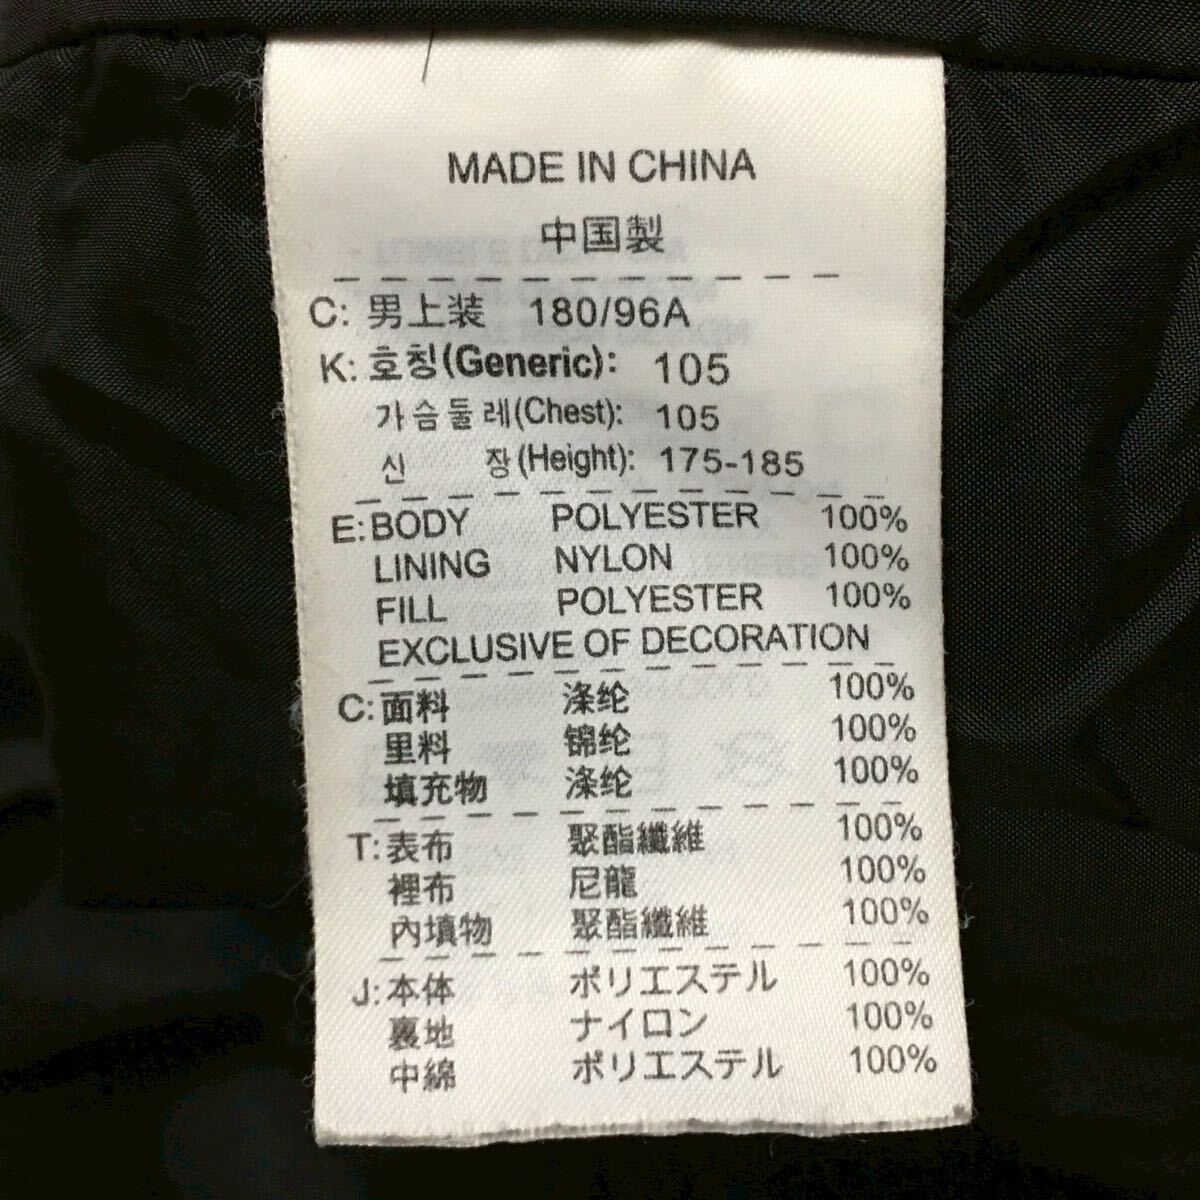 MADE IN CHINA
中国製
C: 男上装 180/96A
K: 호칭(Generic): 105
가슴둘레(Chest): 105
신 장(Height): 175-185
E: BODY POLYESTER 100%
LINING NYLON 100%
FILL POLYESTER 100%
EXCLUSIVE OF DECORATION
C: 面料 涤纶 100%
里料 锦纶 100%
填充物 涤纶 100%
T: 表布 聚酯纖維 100%
裡布 尼龍 100%
內填物 聚酯纖維 100%
J: 本体 ポリエステル 100%
裏地 ナイロン 100%
中綿 ポリエステル 100%